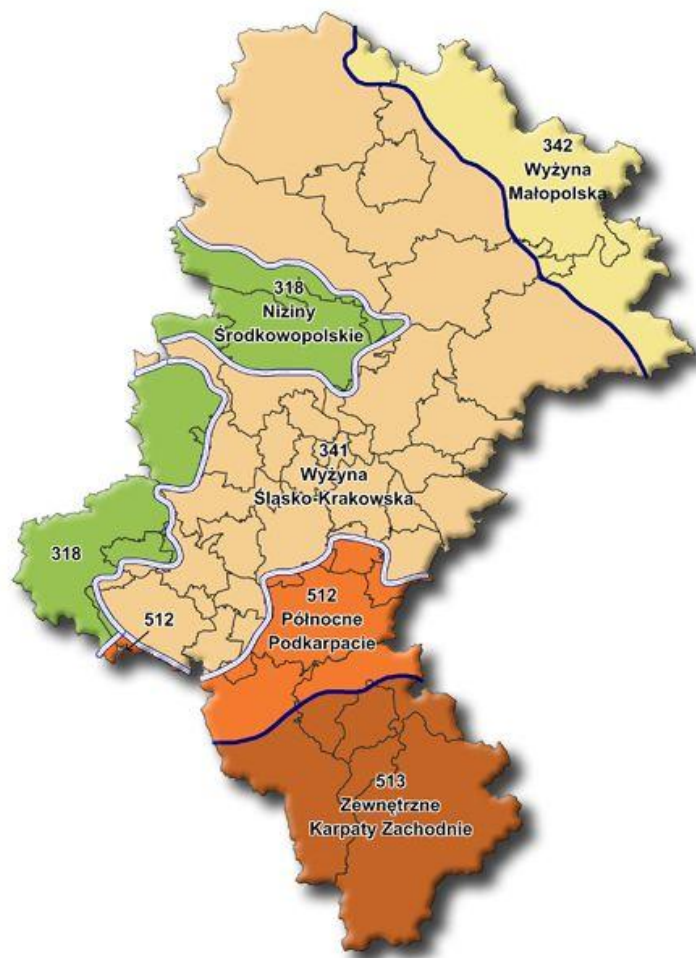 342
Wyżyna
Małopolska
318
Niziny
Środkowopolskie
341
Wyżyna
Śląsko-Krakowska
318
512
512
Północne
Podkarpacie
513
Zewnętrzne
Karpaty Zachodnie